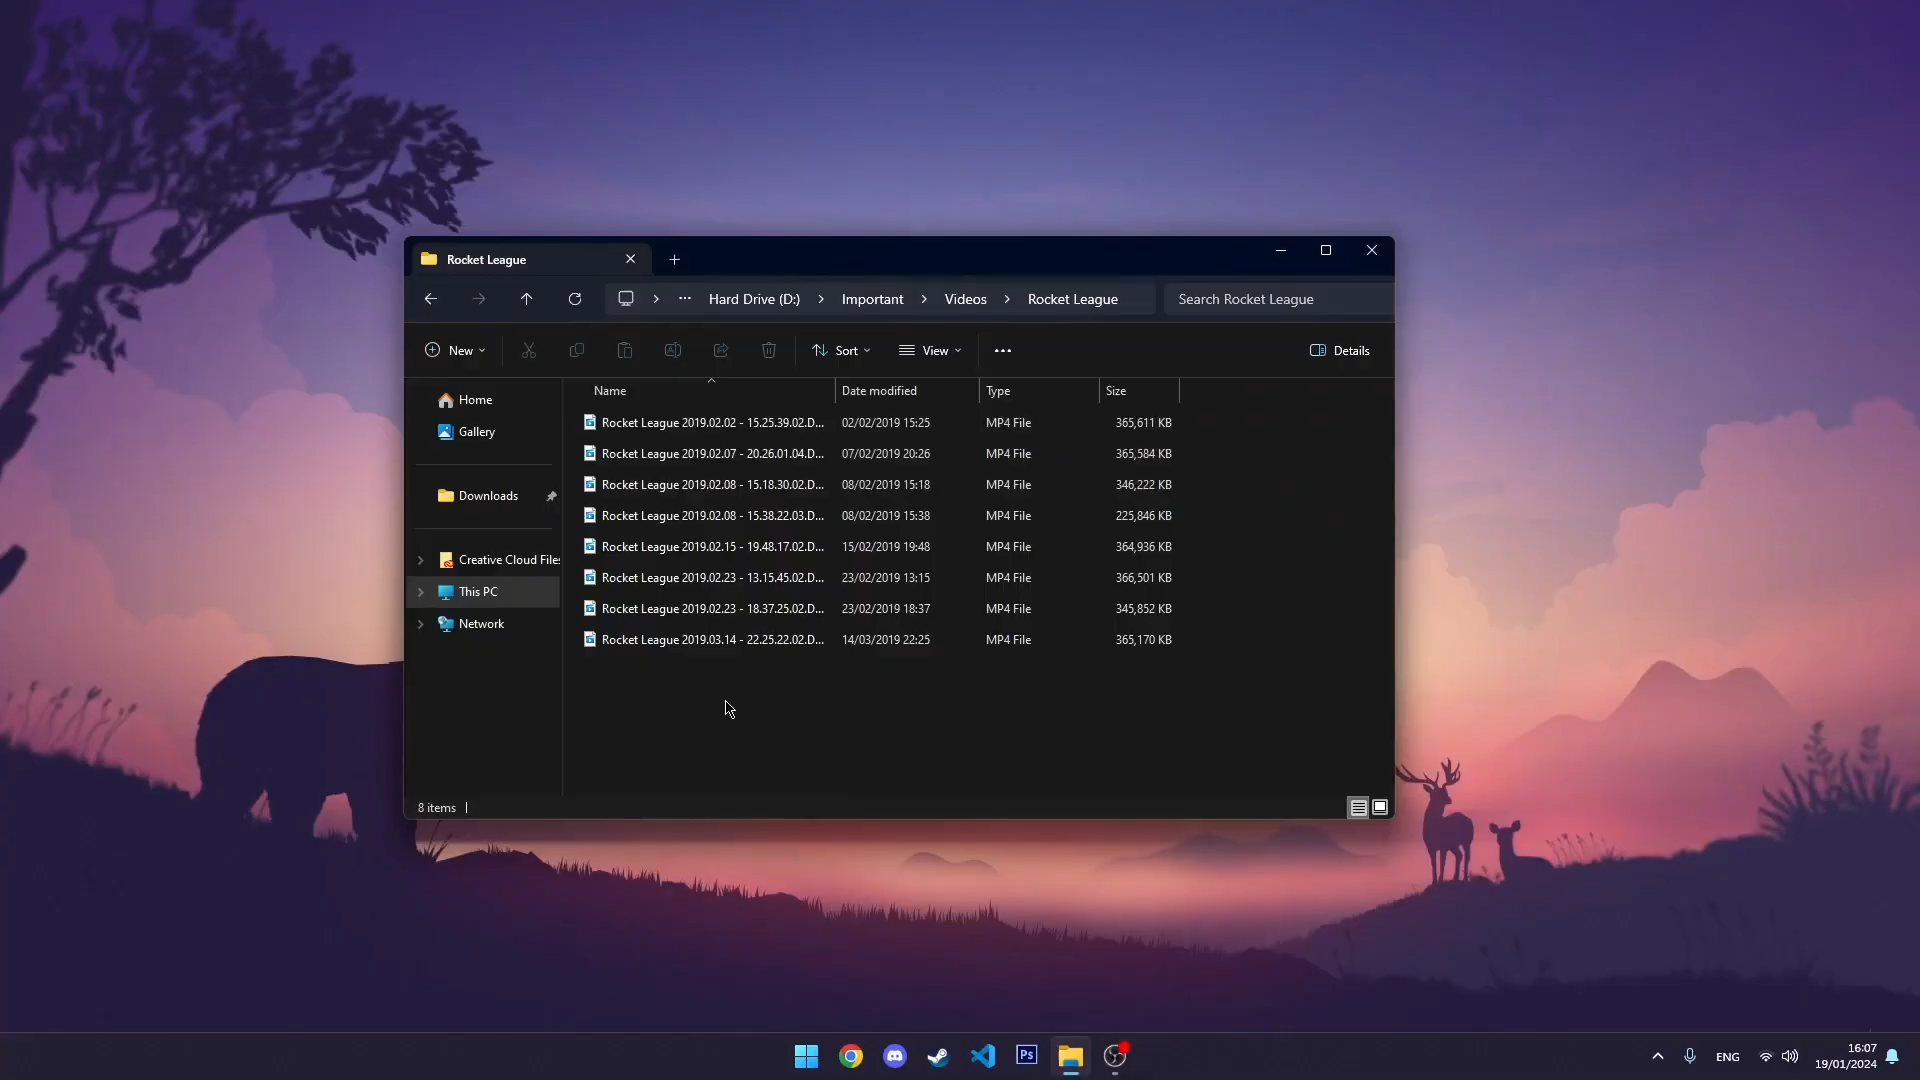 Rocket League
Hard Drive (D:) Important Videos Rocket League
Search Rocket League
New Sort View Details
Name Date modified Type Size
Home
Gallery
Downloads
Creative Cloud Files
This PC
Network
Rocket League 2019.02.02 - 15.25.39.02.D... 02/02/2019 15:25 MP4 File 365,611 KB
Rocket League 2019.02.07 - 20.26.01.04.D... 07/02/2019 20:26 MP4 File 365,584 KB
Rocket League 2019.02.08 - 15.18.30.02.D... 08/02/2019 15:18 MP4 File 346,222 KB
Rocket League 2019.02.08 - 15.38.22.03.D... 08/02/2019 15:38 MP4 File 225,846 KB
Rocket League 2019.02.15 - 19.48.17.02.D... 15/02/2019 19:48 MP4 File 364,936 KB
Rocket League 2019.02.23 - 13.15.45.02.D... 23/02/2019 13:15 MP4 File 366,501 KB
Rocket League 2019.02.23 - 18.37.25.02.D... 23/02/2019 18:37 MP4 File 345,852 KB
Rocket League 2019.03.14 - 22.25.22.02.D... 14/03/2019 22:25 MP4 File 365,170 KB
8 items
Ps
ENG
16:07
19/01/2024